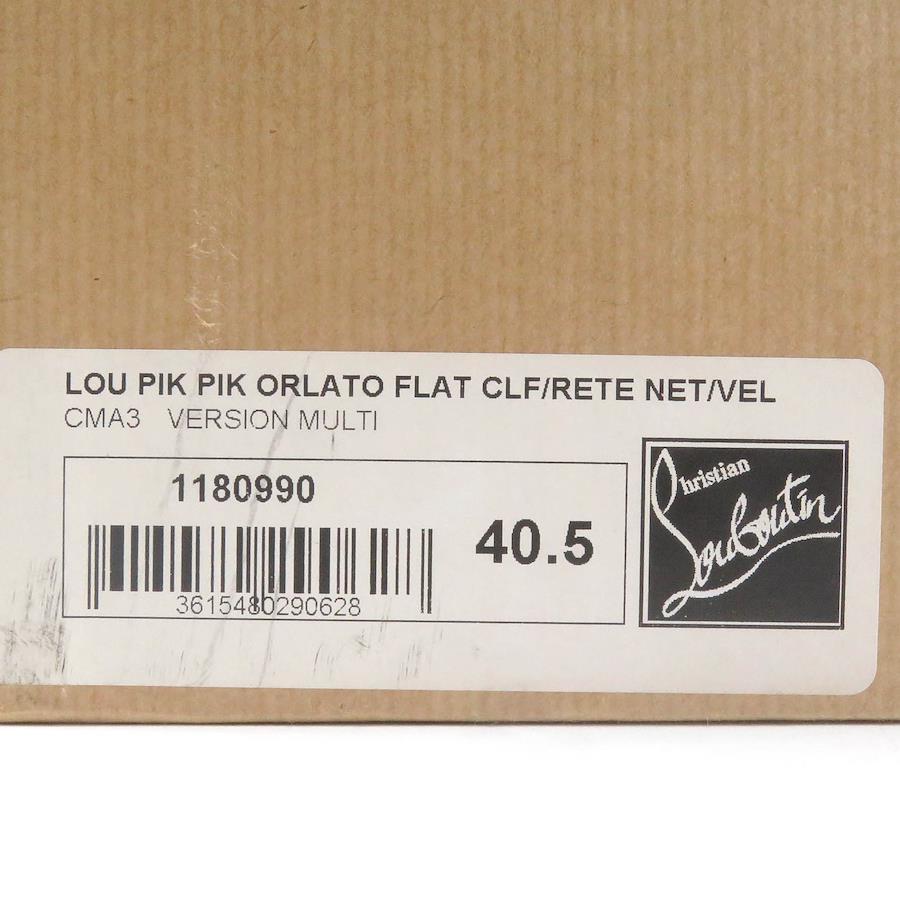 LOU PIK PIK ORLATO FLAT CLF/RETE NET/VEL
CMA3 VERSION MULTI
1180990
3615480290628
40.5
Christian
Louboutin